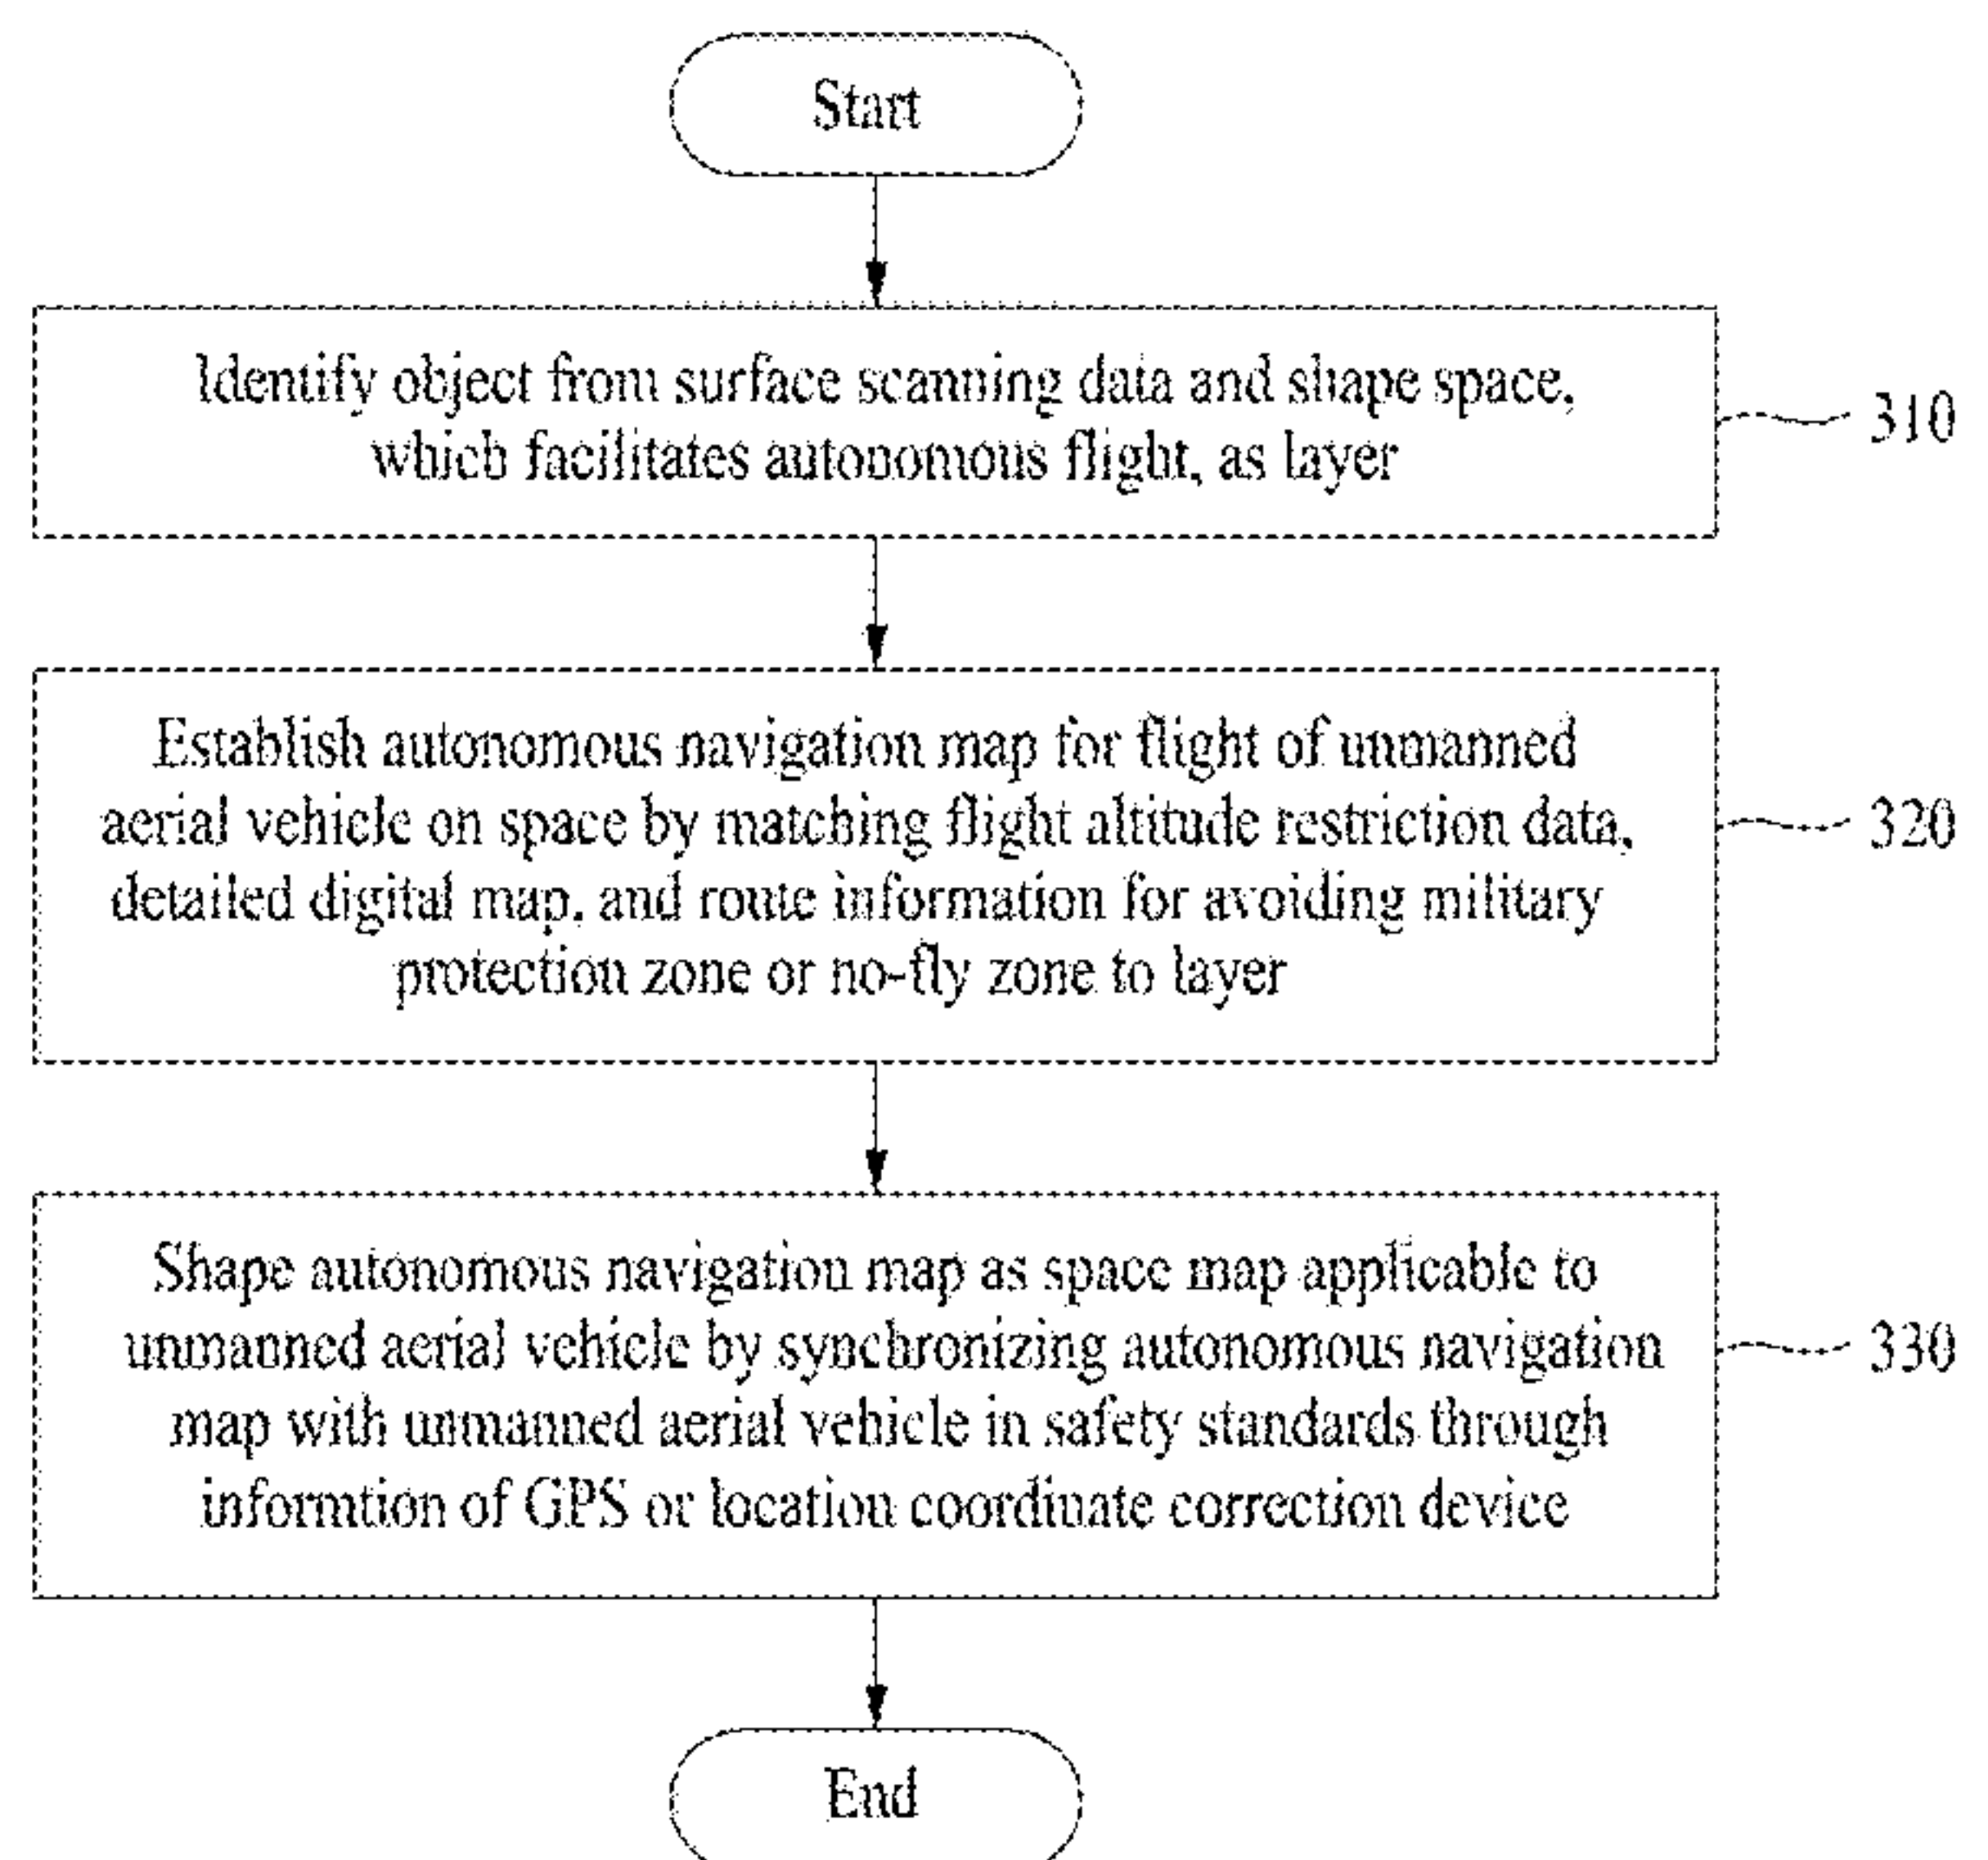 Start
Identify object from surface scanning data and shape space,
which facilitates autonomous flight, as layer
310
Establish autonomous navigation map for flight of unmanned
aerial vehicle on space by matching flight altitude restriction data,
detailed digital map, and route information for avoiding military
protection zone or no-fly zone to layer
320
Shape autonomous navigation map as space map applicable to
unmanned aerial vehicle by synchronizing autonomous navigation
map with unmanned aerial vehicle in safety standards through
informtion of GPS or location coordinate correction device
330
End